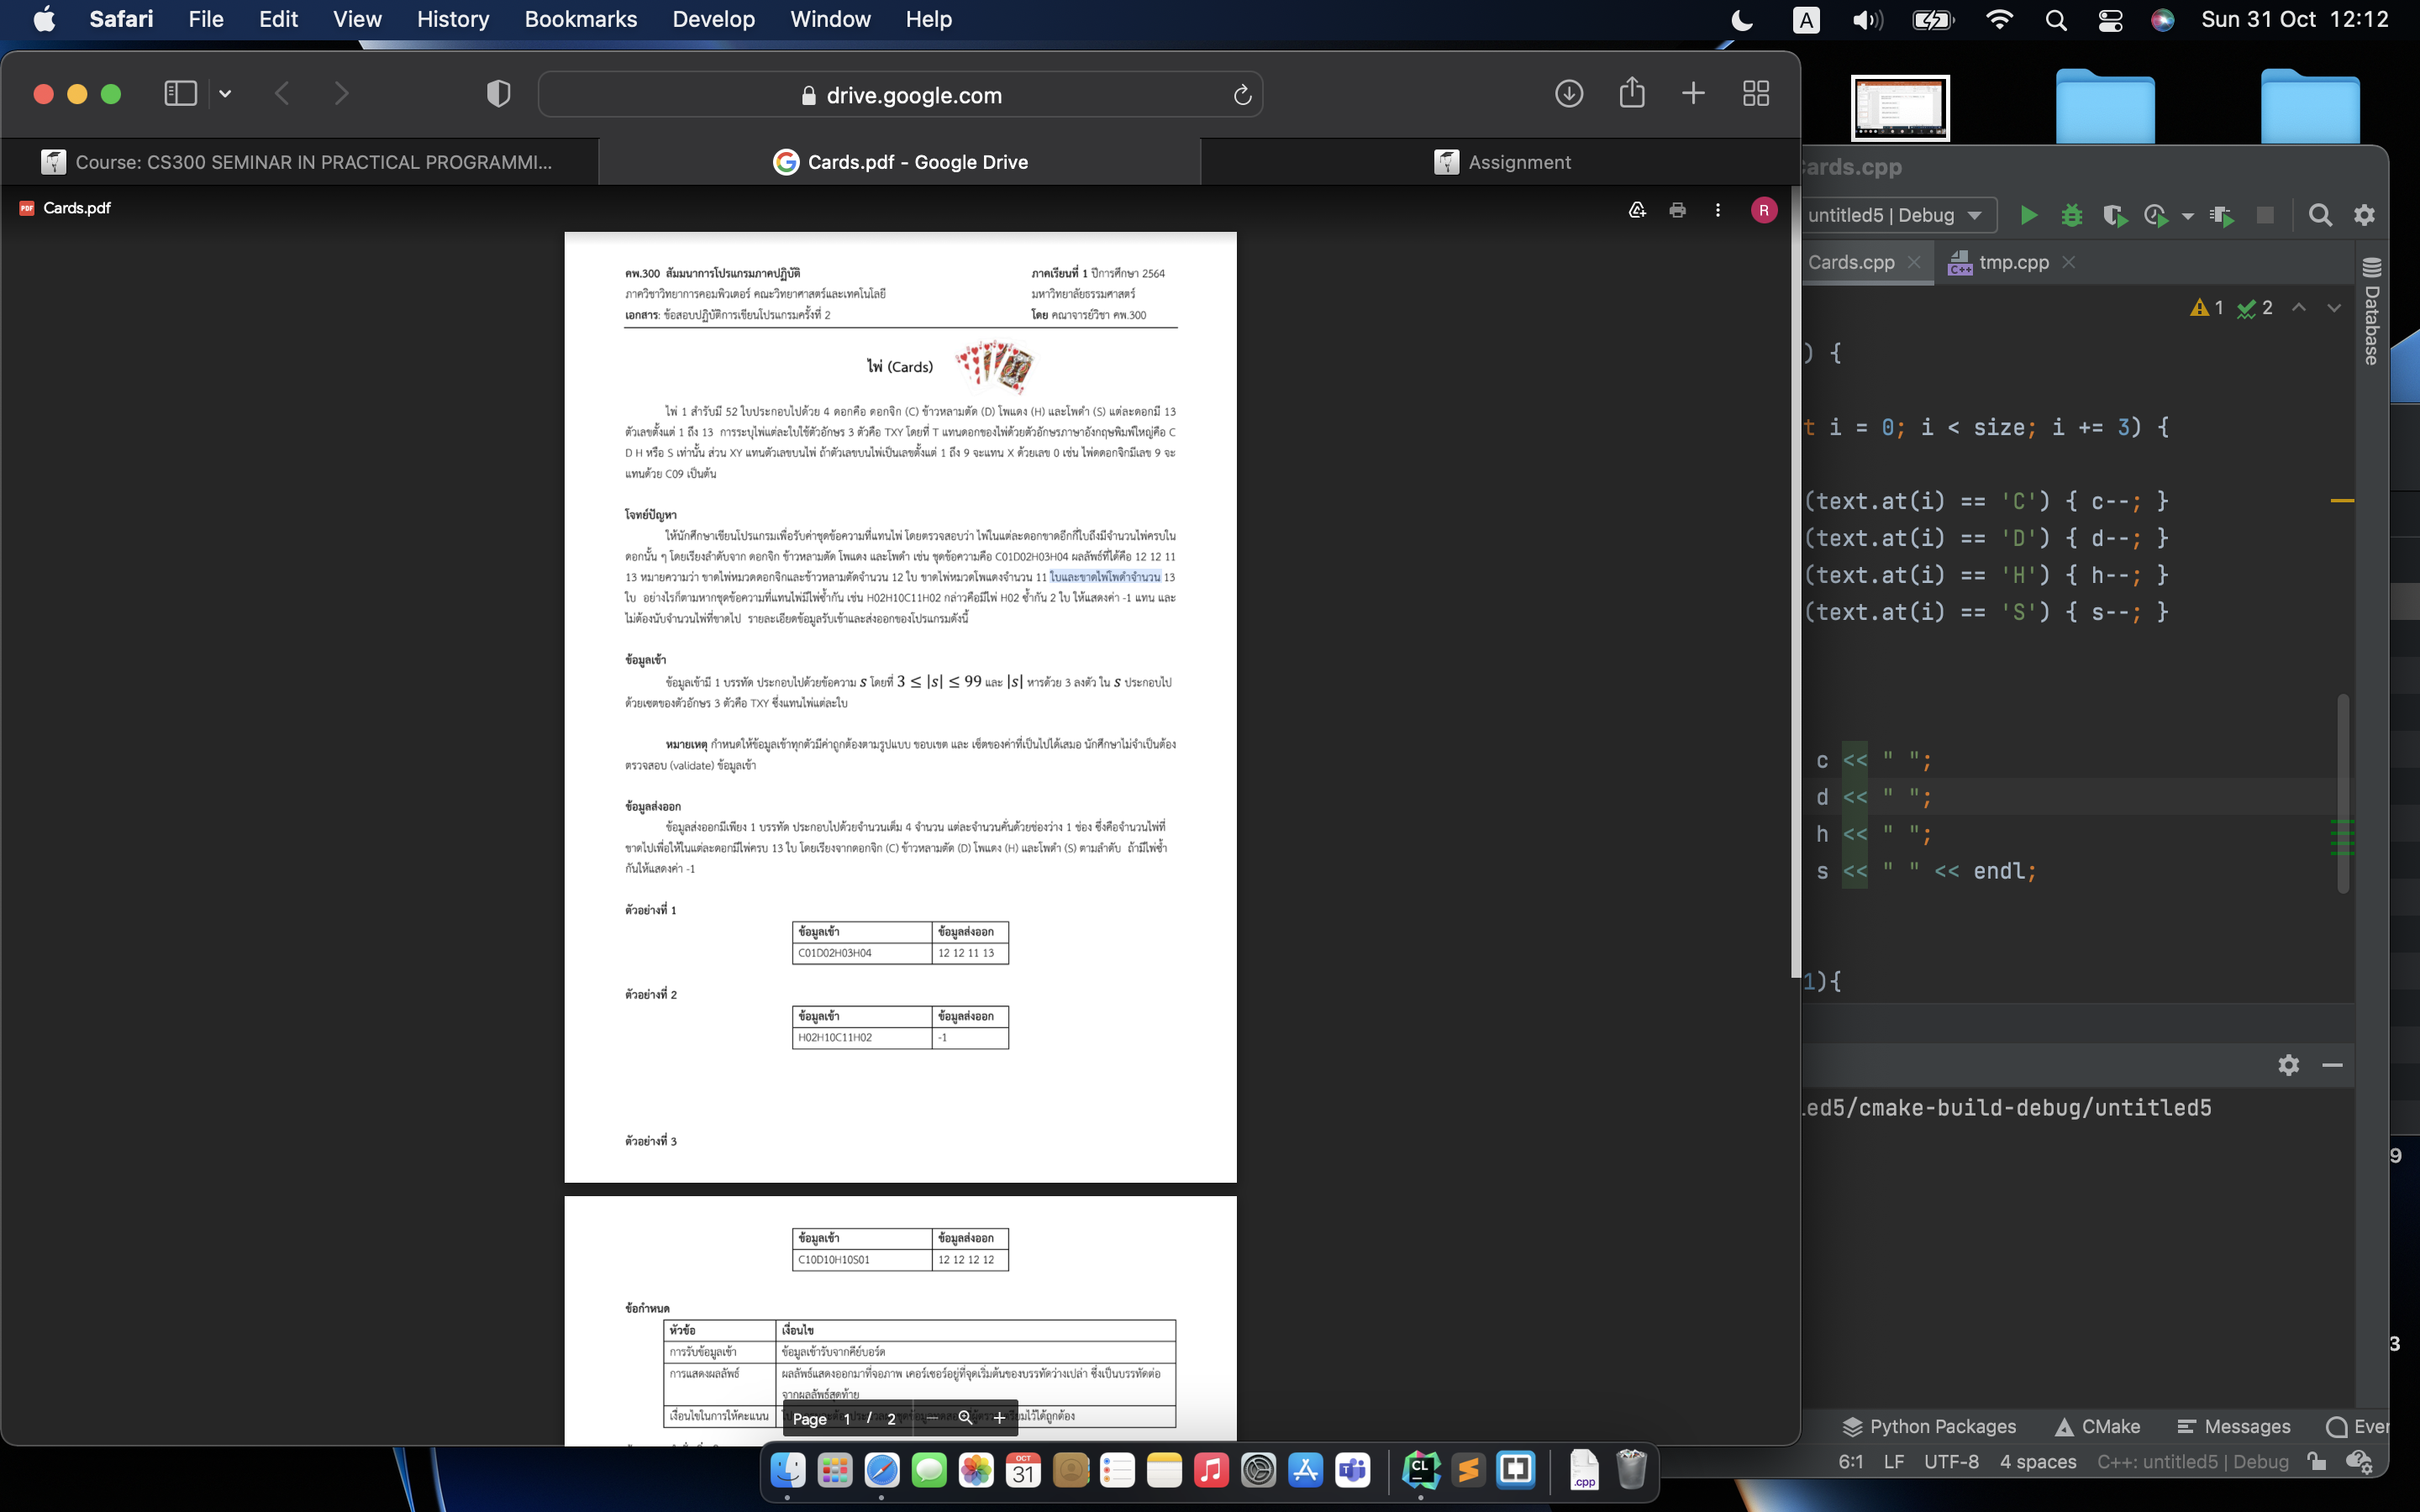 Safari File Edit View History Bookmarks Develop Window Help
A Sun 31 Oct 12:12
drive.google.com
Course: CS300 SEMINAR IN PRACTICAL PROGRAMMI...
Cards.pdf - Google Drive
Assignment
PDF Cards.pdf
R
คพ.300 สัมมนาการโปรแกรมภาคปฏิบัติ ภาคเรียนที่ 1 ปีการศึกษา 2564
ภาควิชาวิทยาการคอมพิวเตอร์ คณะวิทยาศาสตร์และเทคโนโลยี มหาวิทยาลัยธรรมศาสตร์
เอกสาร: ข้อสอบปฏิบัติการเขียนโปรแกรมครั้งที่ 2 โดย คณาจารย์วิชา คพ.300
ไพ่ (Cards)
ไพ่ 1 สำรับมี 52 ใบประกอบไปด้วย 4 ดอกคือ ดอกจิก (C) ข้าวหลามตัด (D) โพแดง (H) และโพดำ (S) แต่ละดอกมี 13
ตัวเลขตั้งแต่ 1 ถึง 13 การระบุไพ่แต่ละใบใช้ตัวอักษร 3 ตัวคือ TXY โดยที่ T แทนดอกของไพ่ด้วยตัวอักษรภาษาอังกฤษพิมพ์ใหญ่คือ C
D H หรือ S เท่านั้น ส่วน XY แทนตัวเลขบนไพ่ ถ้าตัวเลขบนไพ่เป็นเลขตั้งแต่ 1 ถึง 9 จะแทน X ด้วยเลข 0 เช่น ไพ่ดอกจิกมีเลข 9 จะ
แทนด้วย C09 เป็นต้น
โจทย์ปัญหา
ให้นักศึกษาเขียนโปรแกรมเพื่อรับค่าชุดข้อความที่แทนไพ่ โดยตรวจสอบว่า ไพ่ในแต่ละดอกขาดอีกกี่ใบถึงมีจำนวนไพ่ครบใน
ดอกนั้น ๆ โดยเรียงลำดับจาก ดอกจิก ข้าวหลามตัด โพแดง และโพดำ เช่น ชุดข้อความคือ C01D02H03H04 ผลลัพธ์ที่ได้คือ 12 12 11
13 หมายความว่า ขาดไพ่หมวดดอกจิกและข้าวหลามตัดจำนวน 12 ใบ ขาดไพ่หมวดโพแดงจำนวน 11 ใบและขาดไพ่โพดำจำนวน 13
ใบ อย่างไรก็ตามหากชุดข้อความที่แทนไพ่มีไพ่ซ้ำกัน เช่น H02H10C11H02 กล่าวคือมีไพ่ H02 ซ้ำกัน 2 ใบ ให้แสดงค่า -1 แทน และ
ไม่ต้องนับจำนวนไพ่ที่ขาดไป รายละเอียดข้อมูลรับเข้าและส่งออกของโปรแกรมดังนี้
ข้อมูลเข้า
ข้อมูลเข้ามี 1 บรรทัด ประกอบไปด้วยข้อความ s โดยที่ 3 ≤ |s| ≤ 99 และ |s| หารด้วย 3 ลงตัว ใน s ประกอบไป
ด้วยเซตของตัวอักษร 3 ตัวคือ TXY ซึ่งแทนไพ่แต่ละใบ
หมายเหตุ กำหนดให้ข้อมูลเข้าทุกตัวมีค่าถูกต้องตามรูปแบบ ขอบเขต และ เซ็ตของค่าที่เป็นไปได้เสมอ นักศึกษาไม่จำเป็นต้อง
ตรวจสอบ (validate) ข้อมูลเข้า
ข้อมูลส่งออก
ข้อมูลส่งออกมีเพียง 1 บรรทัด ประกอบไปด้วยจำนวนเต็ม 4 จำนวน แต่ละจำนวนคั่นด้วยช่องว่าง 1 ช่อง ซึ่งคือจำนวนไพ่ที่
ขาดไปเพื่อให้ในแต่ละดอกมีไพ่ครบ 13 ใบ โดยเรียงจากดอกจิก (C) ข้าวหลามตัด (D) โพแดง (H) และโพดำ (S) ตามลำดับ ถ้ามีไพ่ซ้ำ
กันให้แสดงค่า -1
ตัวอย่างที่ 1
ข้อมูลเข้า ข้อมูลส่งออก
C01D02H03H04 12 12 11 13
ตัวอย่างที่ 2
ข้อมูลเข้า ข้อมูลส่งออก
H02H10C11H02 -1
ตัวอย่างที่ 3
ข้อมูลเข้า ข้อมูลส่งออก
C10D10H10S01 12 12 12 12
ข้อกำหนด
หัวข้อ เงื่อนไข
การรับข้อมูลเข้า ข้อมูลเข้ารับจากคีย์บอร์ด
การแสดงผลลัพธ์ ผลลัพธ์แสดงออกมาที่จอภาพ เคอร์เซอร์อยู่ที่จุดเริ่มต้นของบรรทัดว่างเปล่า ซึ่งเป็นบรรทัดต่อ
จากผลลัพธ์สุดท้าย
เงื่อนไขในการให้คะแนน
Page 1 / 2
Cards.cpp
untitled5 | Debug
Cards.cpp tmp.cpp
1 2
Database
) {
t i = 0; i < size; i += 3) {
(text.at(i) == 'C') { c--; }
(text.at(i) == 'D') { d--; }
(text.at(i) == 'H') { h--; }
(text.at(i) == 'S') { s--; }
c << " ";
d << " ";
h << " ";
s << " " << endl;
1){
led5/cmake-build-debug/untitled5
Python Packages CMake Messages Ever
6:1 LF UTF-8 4 spaces C++: untitled5 | Debug
9
3
OCT
31
CL
.cpp